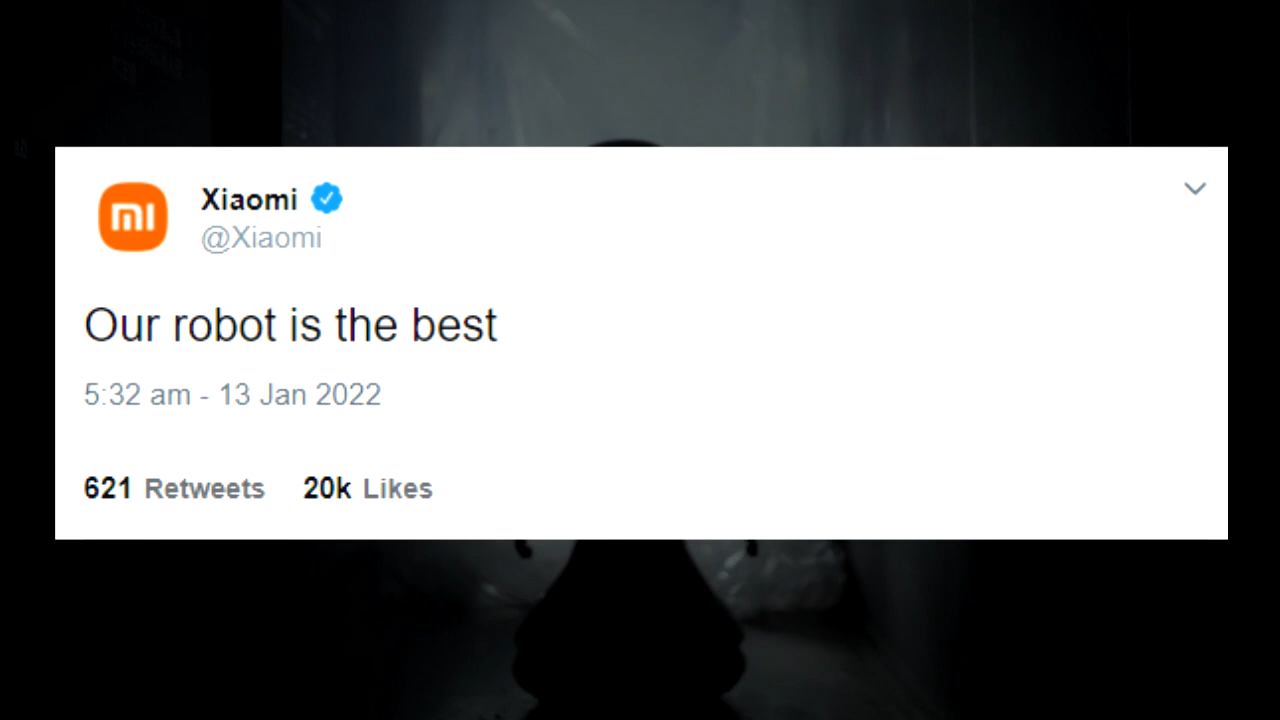 mi
Xiaomi
@Xiaomi
Our robot is the best
5:32 am - 13 Jan 2022
621 Retweets 20k Likes